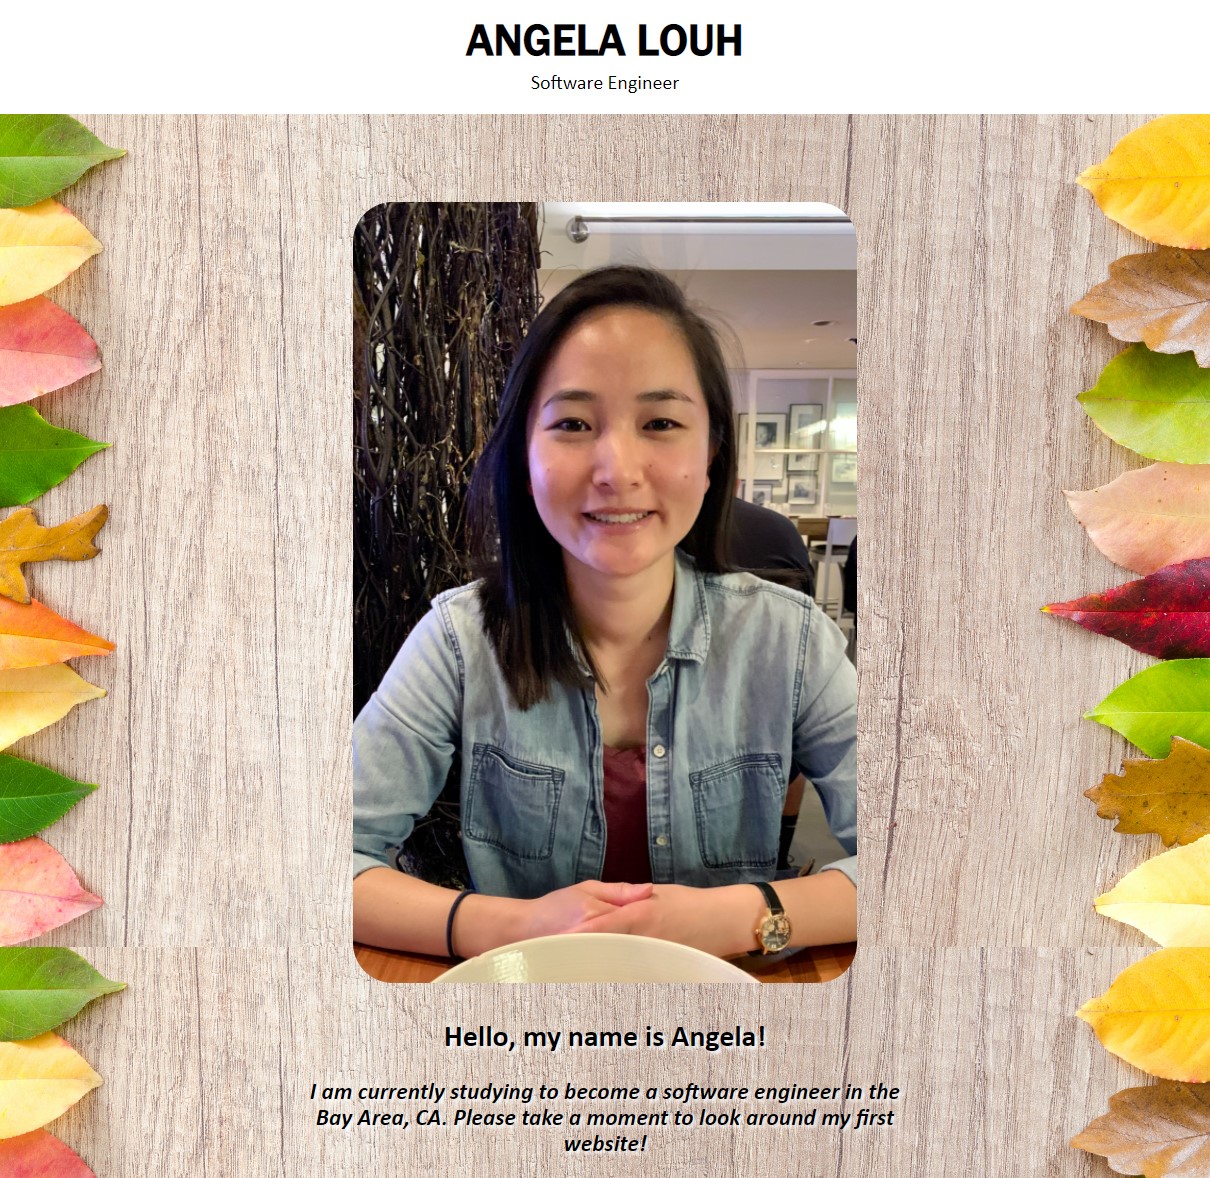 ANGELA LOUH
Software Engineer
Hello, my name is Angela!
I am currently studying to become a software engineer in the
Bay Area, CA. Please take a moment to look around my first
website!